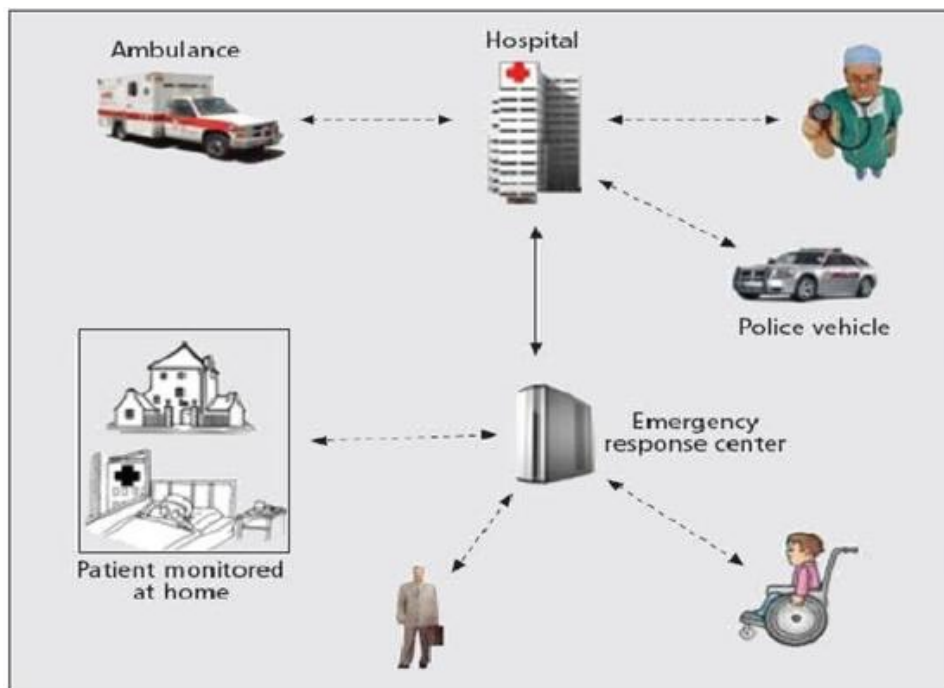 Ambulance
Hospital
Police vehicle
Emergency
response center
Patient monitored
at home